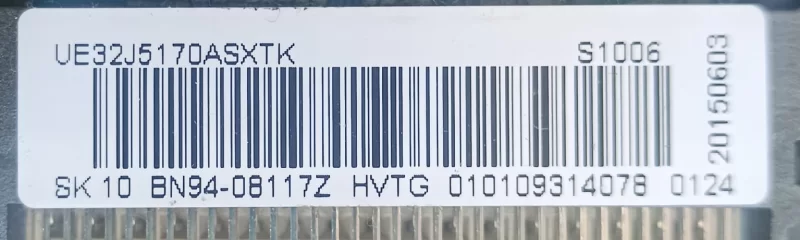 UE32J5170ASXTK S1006
SK 10 BN94-08117Z HVTG 010109314078 0124
20150603